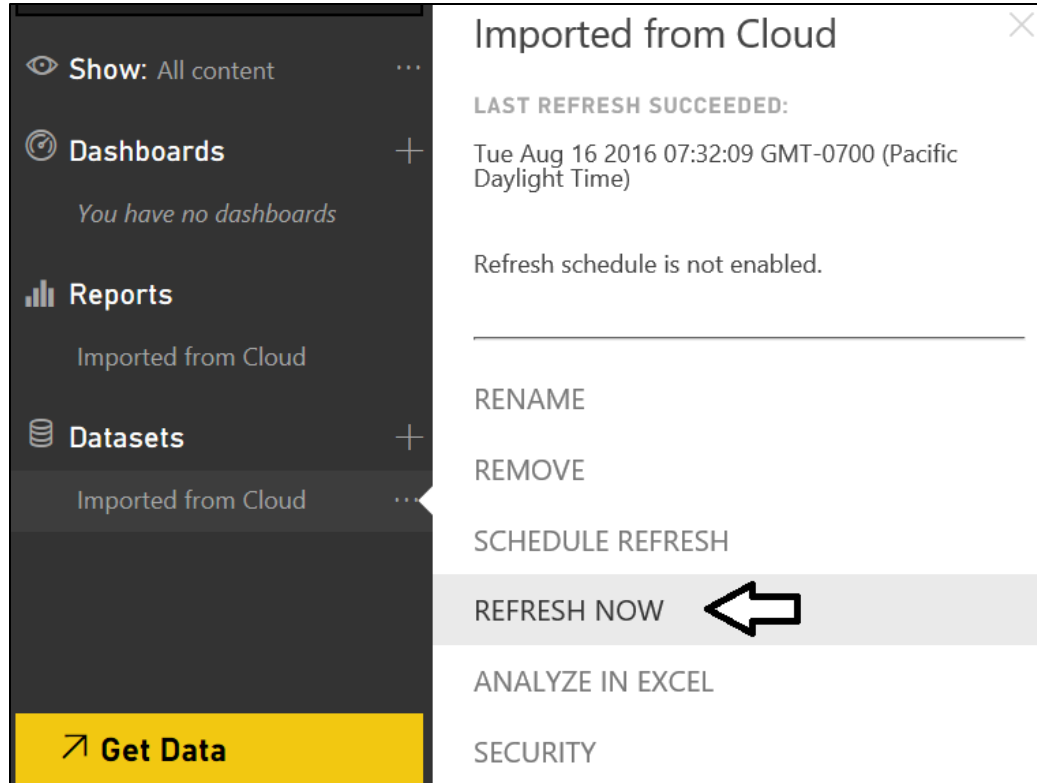 Show: All content ...
Dashboards
You have no dashboards
Reports
Imported from Cloud
Datasets
Imported from Cloud ...
Get Data
Imported from Cloud
LAST REFRESH SUCCEEDED:
Tue Aug 16 2016 07:32:09 GMT-0700 (Pacific
Daylight Time)
Refresh schedule is not enabled.
RENAME
REMOVE
SCHEDULE REFRESH
REFRESH NOW
ANALYZE IN EXCEL
SECURITY